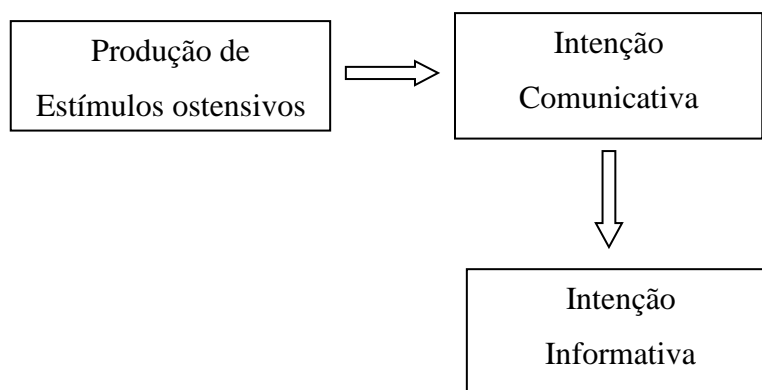 Produção de
Estímulos ostensivos
Intenção
Comunicativa
Intenção
Informativa